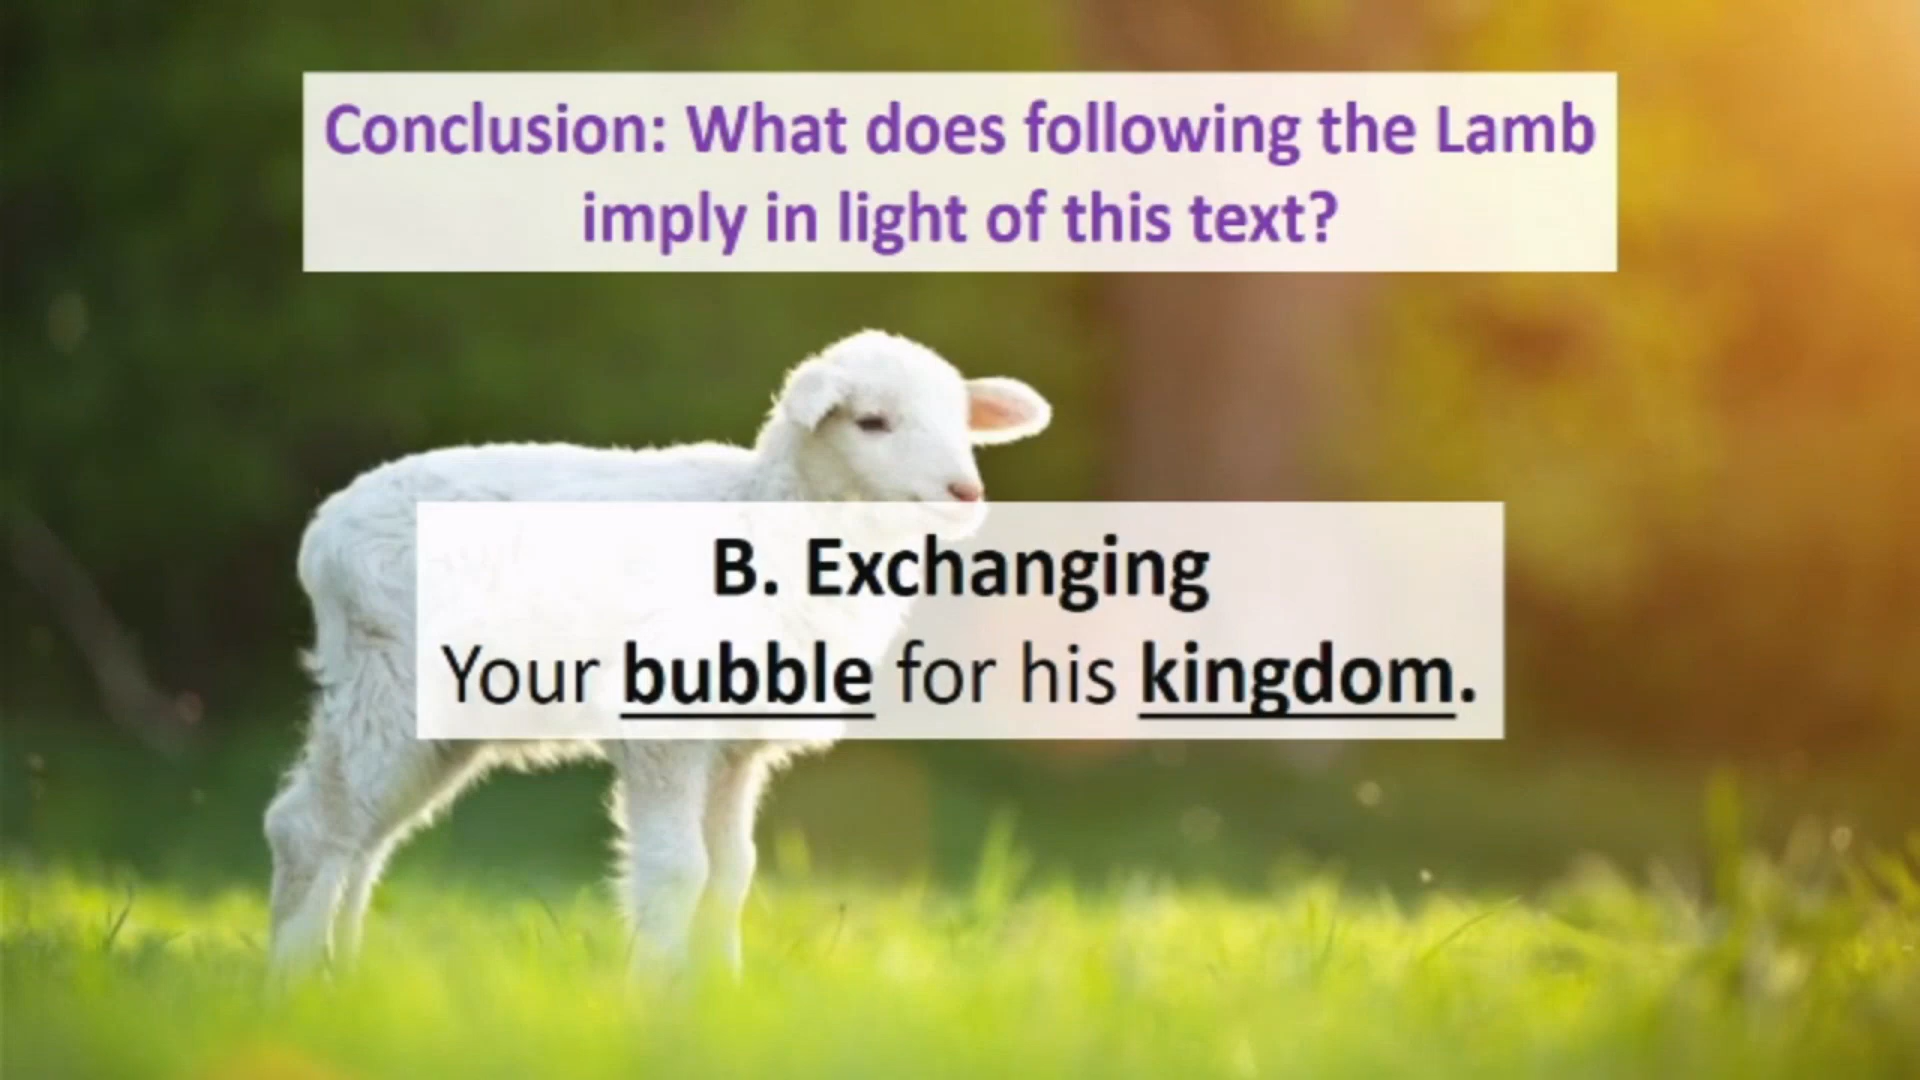 Conclusion: What does following the Lamb
imply in light of this text?
B. Exchanging
Your bubble for his kingdom.